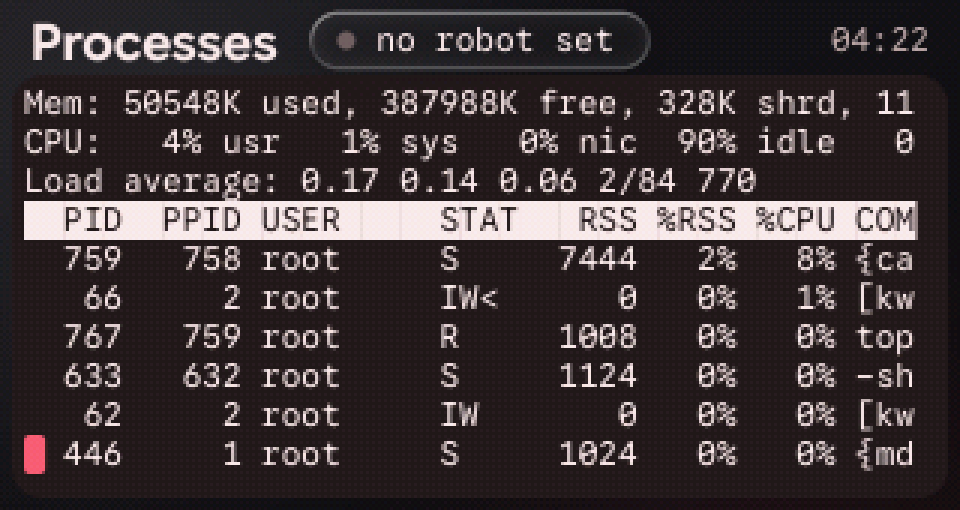 Processes no robot set 04:22
Mem: 50548K used, 387988K free, 328K shrd, 11
CPU: 4% usr 1% sys 0% nic 90% idle 0
Load average: 0.17 0.14 0.06 2/84 770
PID PPID USER STAT RSS %RSS %CPU COM
759 758 root S 7444 2% 8% {ca
66 2 root IW< 0 0% 1% [kw
767 759 root R 1008 0% 0% top
633 632 root S 1124 0% 0% -sh
62 2 root IW 0 0% 0% [kw
446 1 root S 1024 0% 0% {md